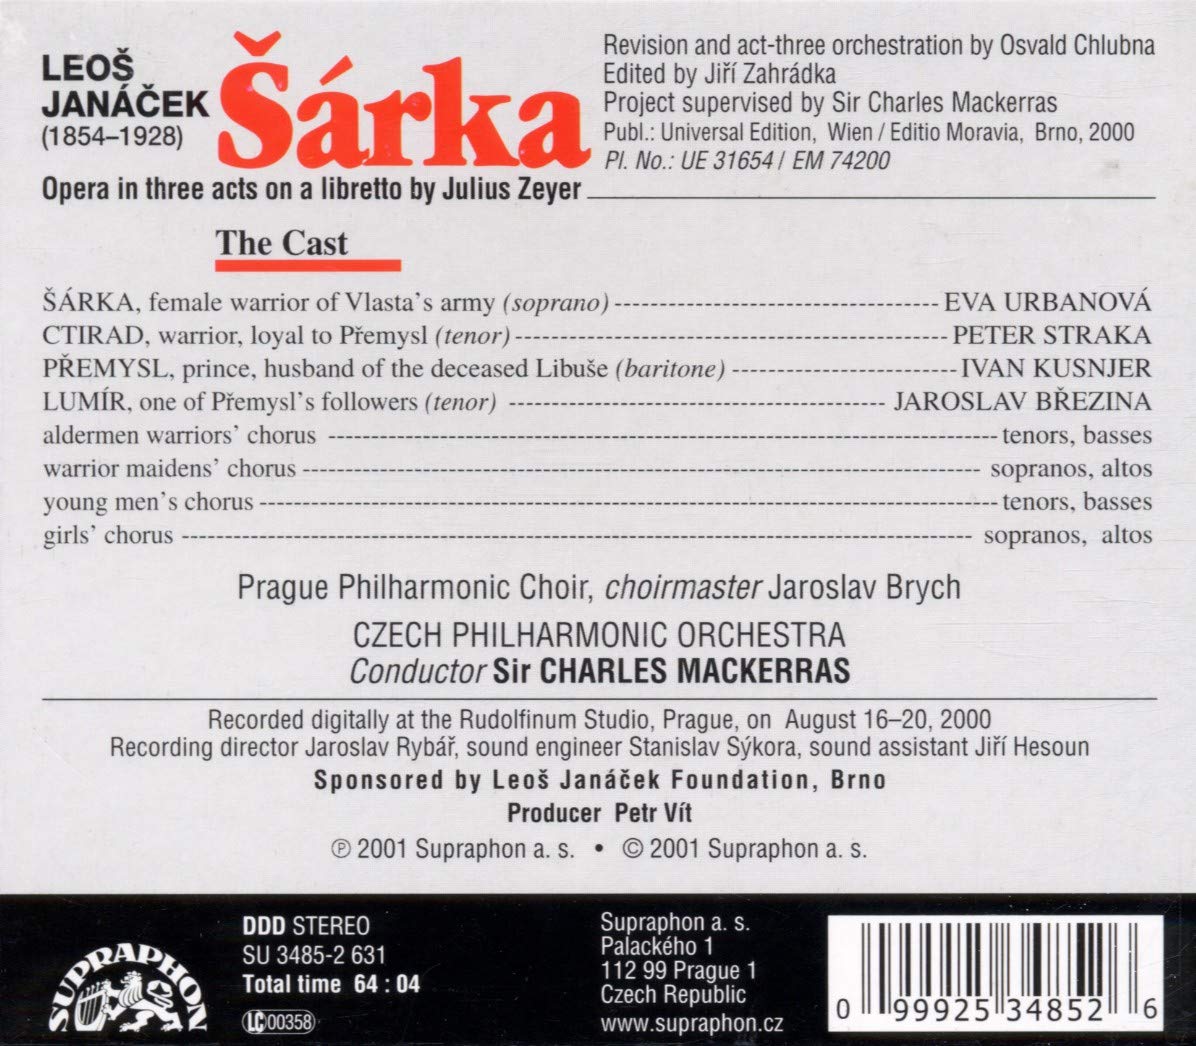 LEOŠ
JANÁČEK
(1854–1928)
Šárka
Opera in three acts on a libretto by Julius Zeyer
Revision and act-three orchestration by Osvald Chlubna
Edited by Jiří Zahrádka
Project supervised by Sir Charles Mackerras
Publ.: Universal Edition, Wien / Editio Moravia, Brno, 2000
Pl. No.: UE 31654 / EM 74200
The Cast
ŠÁRKA, female warrior of Vlasta's army (soprano) EVA URBANOVÁ
CTIRAD, warrior, loyal to Přemysl (tenor) PETER STRAKA
PŘEMYSL, prince, husband of the deceased Libuše (baritone) IVAN KUSNJER
LUMÍR, one of Přemysl's followers (tenor) JAROSLAV BŘEZINA
aldermen warriors' chorus tenors, basses
warrior maidens' chorus sopranos, altos
young men's chorus tenors, basses
girls' chorus sopranos, altos
Prague Philharmonic Choir, choirmaster Jaroslav Brych
CZECH PHILHARMONIC ORCHESTRA
Conductor Sir CHARLES MACKERRAS
Recorded digitally at the Rudolfinum Studio, Prague, on August 16–20, 2000
Recording director Jaroslav Rybář, sound engineer Stanislav Sýkora, sound assistant Jiří Hesoun
Sponsored by Leoš Janáček Foundation, Brno
Producer Petr Vít
℗ 2001 Supraphon a. s. • © 2001 Supraphon a. s.
SUPRAPHON
DDD STEREO
SU 3485-2 631
Total time 64 : 04
LC 00358
Supraphon a. s.
Palackého 1
112 99 Prague 1
Czech Republic
www.supraphon.cz
0 99925 34852 6